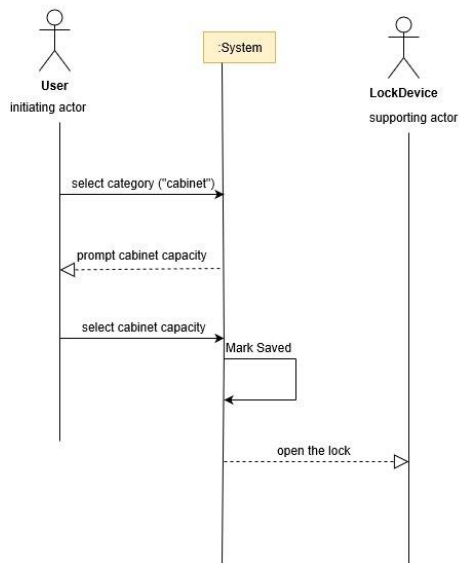 :System
User
initiating actor
LockDevice
supporting actor
select category ("cabinet")
prompt cabinet capacity
select cabinet capacity
Mark Saved
open the lock